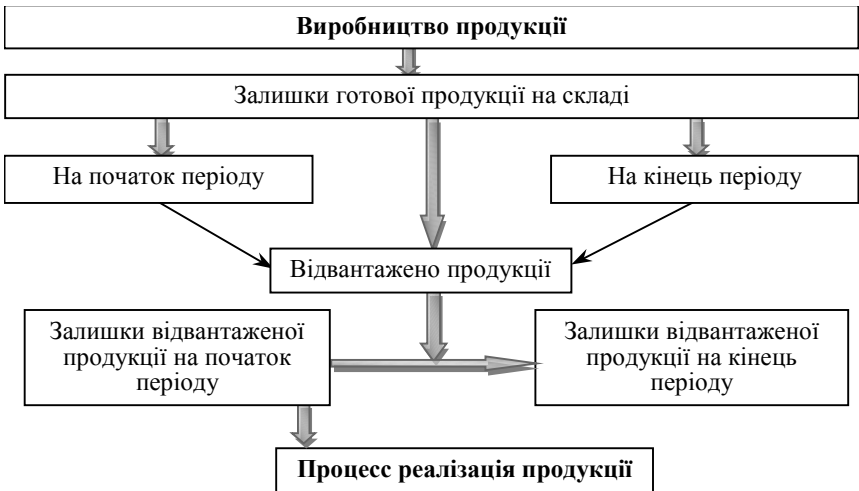 Виробництво продукції
Залишки готової продукції на складі
На початок періоду
На кінець періоду
Відвантажено продукції
Залишки відвантаженої
продукції на початок
періоду
Залишки відвантаженої
продукції на кінець
періоду
Процесс реалізація продукції